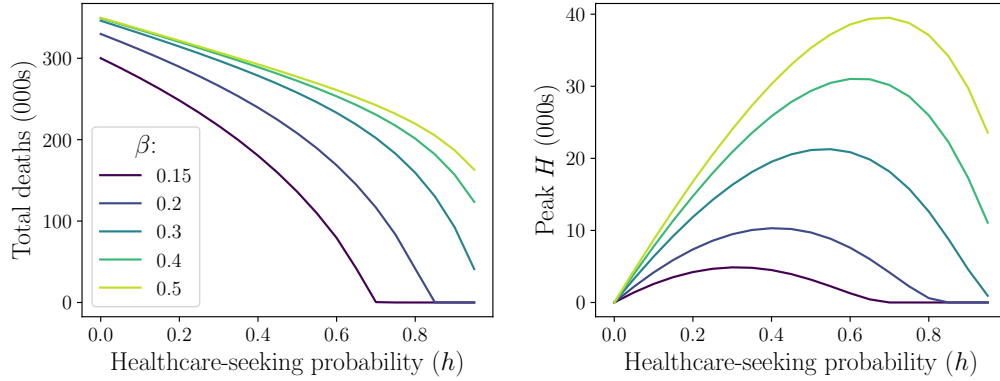 Total deaths (000s)
300
200
100
0
β:
0.15
0.2
0.3
0.4
0.5
0.0 0.2 0.4 0.6 0.8
Healthcare-seeking probability (h)
Peak H (000s)
40
30
20
10
0
0.0 0.2 0.4 0.6 0.8
Healthcare-seeking probability (h)